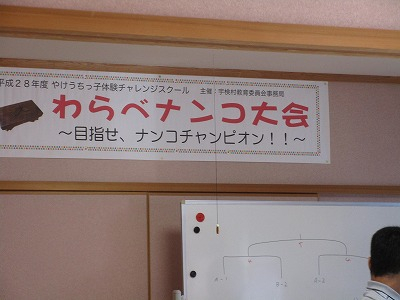 平成28年度 やけうちっ子体験チャレンジスクール 主催：宇検村教育委員会事務局
わらべナンコ大会
～目指せ、ナンコチャンピオン！！～
A-1
A-2